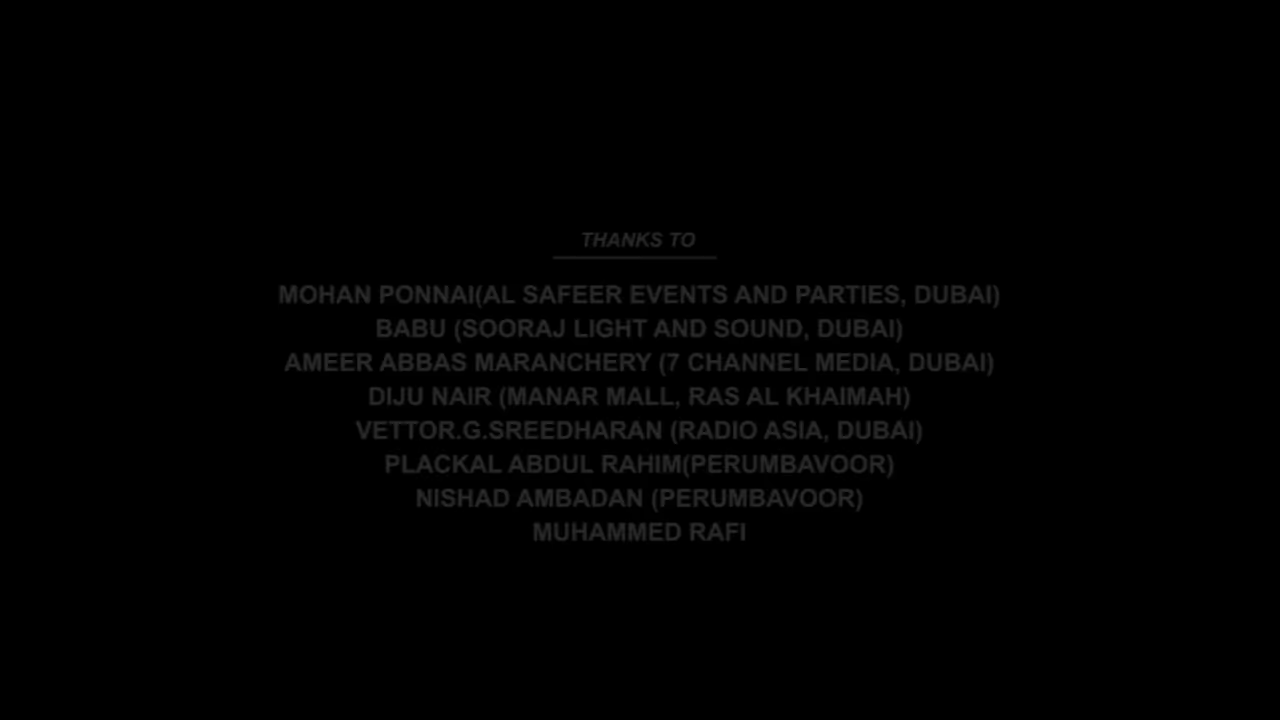 THANKS TO
MOHAN PONNAI(AL SAFEER EVENTS AND PARTIES, DUBAI)
BABU (SOORAJ LIGHT AND SOUND, DUBAI)
AMEER ABBAS MARANCHERY (7 CHANNEL MEDIA, DUBAI)
DIJU NAIR (MANAR MALL, RAS AL KHAIMAH)
VETTOR.G.SREEDHARAN (RADIO ASIA, DUBAI)
PLACKAL ABDUL RAHIM(PERUMBAVOOR)
NISHAD AMBADAN (PERUMBAVOOR)
MUHAMMED RAFI